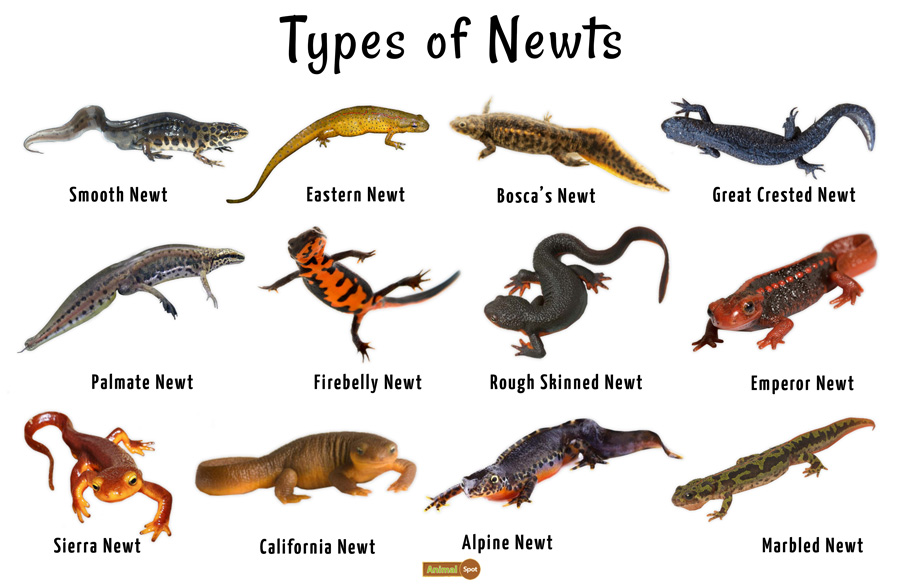 Types of Newts
Smooth Newt
Eastern Newt
Bosca's Newt
Great Crested Newt
Palmate Newt
Firebelly Newt
Rough Skinned Newt
Emperor Newt
Sierra Newt
California Newt
Alpine Newt
Marbled Newt
Animal Spot